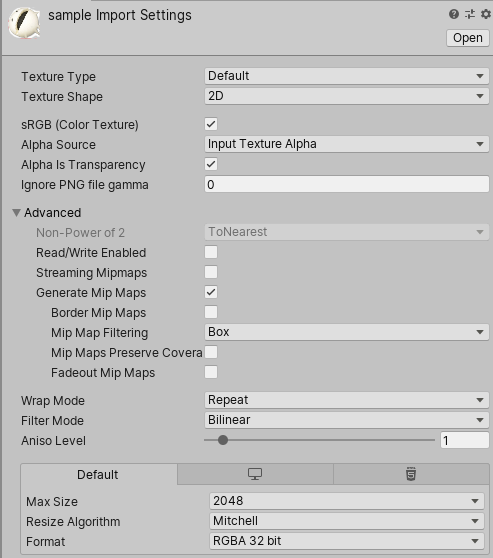 sample Import Settings
Open
Texture Type Default
Texture Shape 2D
sRGB (Color Texture)
Alpha Source Input Texture Alpha
Alpha Is Transparency
Ignore PNG file gamma 0
Advanced
Non-Power of 2 ToNearest
Read/Write Enabled
Streaming Mipmaps
Generate Mip Maps
Border Mip Maps
Mip Map Filtering Box
Mip Maps Preserve Covera
Fadeout Mip Maps
Wrap Mode Repeat
Filter Mode Bilinear
Aniso Level 1
Default
Max Size 2048
Resize Algorithm Mitchell
Format RGBA 32 bit